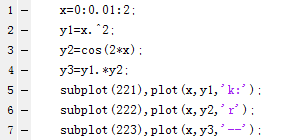 1 – x=0:0.01:2;
2 – y1=x.^2;
3 – y2=cos(2*x);
4 – y3=y1.*y2;
5 – subplot(221),plot(x,y1,'k:');
6 – subplot(222),plot(x,y2,'r');
7 – subplot(223),plot(x,y3,'--');